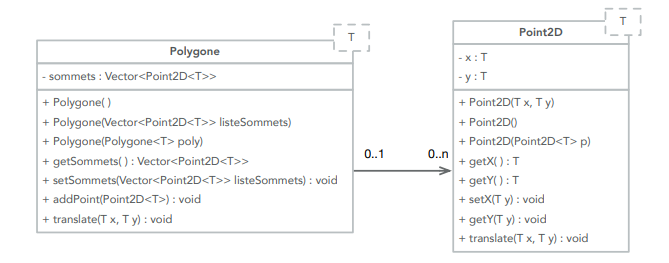 T
Polygone
- sommets : Vector<Point2D<T>>
+ Polygone( )
+ Polygone(Vector<Point2D<T>> listeSommets)
+ Polygone(Polygone<T> poly)
+ getSommets( ) : Vector<Point2D<T>>
+ setSommets(Vector<Point2D<T>> listeSommets) : void
+ addPoint(Point2D<T>) : void
+ translate(T x, T y) : void
0..1
0..n
T
Point2D
- x : T
- y : T
+ Point2D(T x, T y)
+ Point2D()
+ Point2D(Point2D<T> p)
+ getX( ) : T
+ getY( ) : T
+ setX(T y) : void
+ getY(T y) : void
+ translate(T x, T y) : void